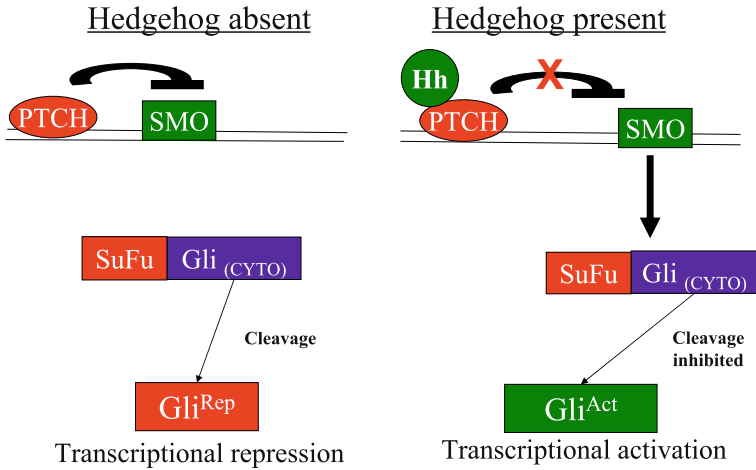 Hedgehog absent
PTCH
SMO
SuFu
Gli (CYTO)
Cleavage
GliRep
Transcriptional repression
Hedgehog present
Hh
X
PTCH
SMO
SuFu
Gli (CYTO)
Cleavage
inhibited
GliAct
Transcriptional activation